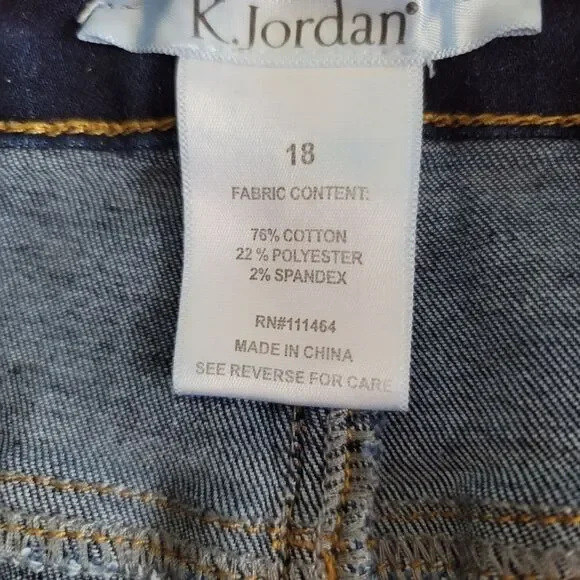 K.Jordan®
18
FABRIC CONTENT:
76% COTTON
22 % POLYESTER
2% SPANDEX
RN#111464
MADE IN CHINA
SEE REVERSE FOR CARE